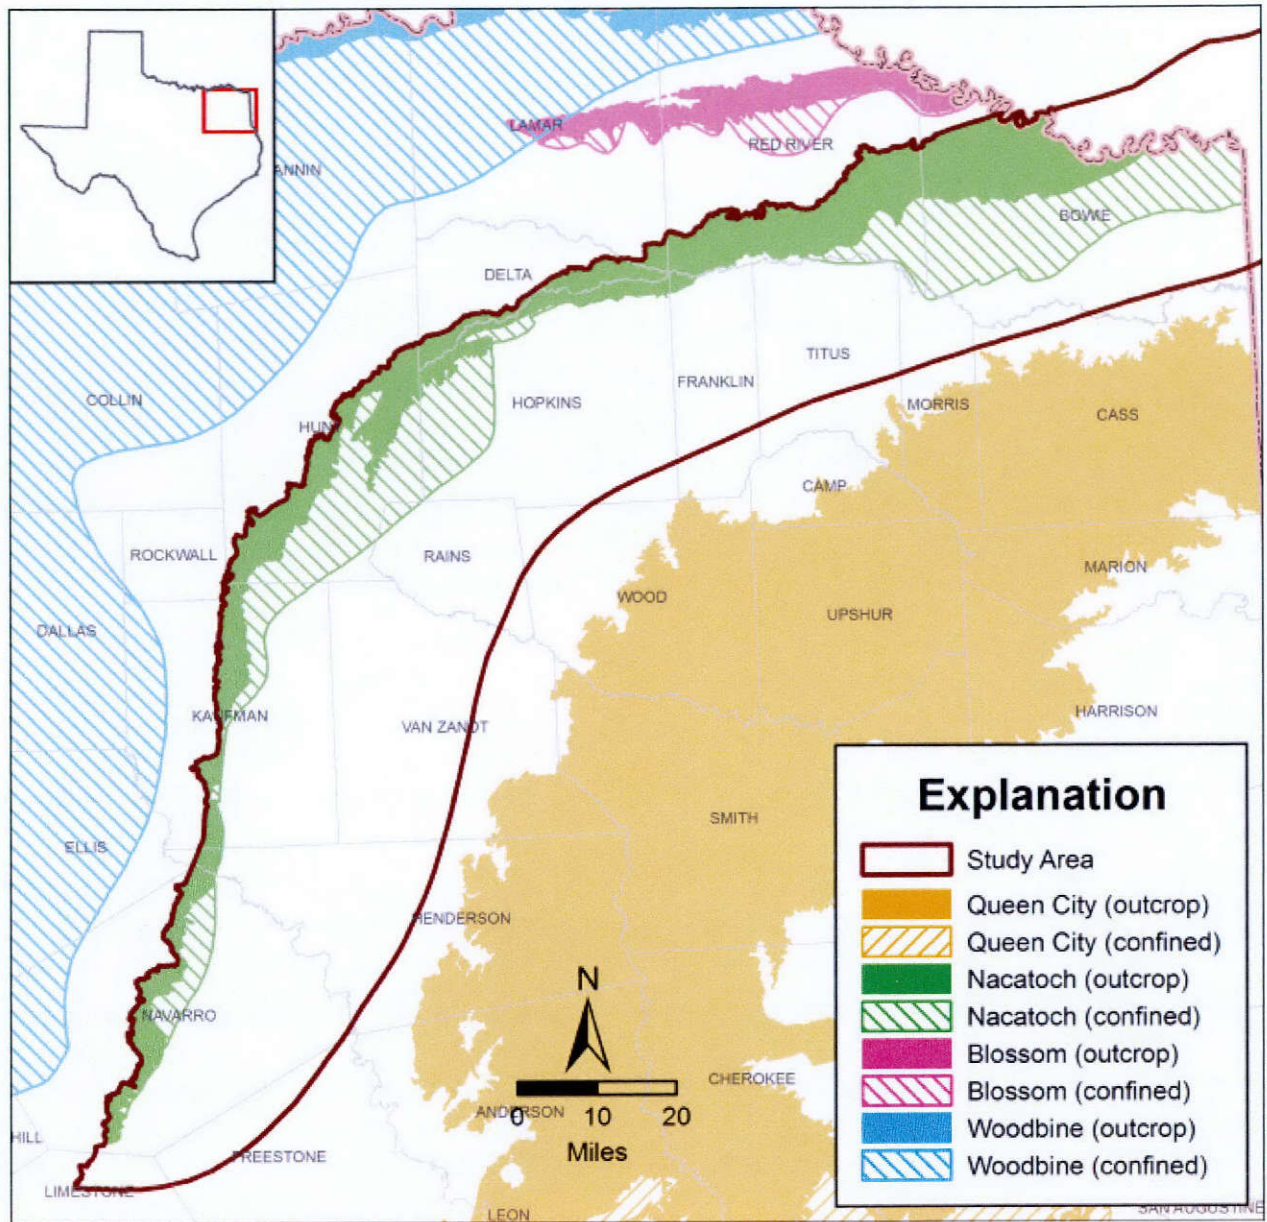 LAMAR
RED RIVER
ANNIN
BOWIE
DELTA
TITUS
FRANKLIN
COLLIN
HOPKINS
MORRIS
CASS
HUN
CAMP
ROCKWALL
RAINS
MARION
WOOD
UPSHUR
DALLAS
HARRISON
KAUFMAN
VAN ZANDT
SMITH
ELLIS
HENDERSON
NAVARRO
CHEROKEE
ANDERSON
HILL
FREESTONE
LIMESTONE
LEON
SAN AUGUSTINE
N
0 10 20
Miles
Explanation
Study Area
Queen City (outcrop)
Queen City (confined)
Nacatoch (outcrop)
Nacatoch (confined)
Blossom (outcrop)
Blossom (confined)
Woodbine (outcrop)
Woodbine (confined)